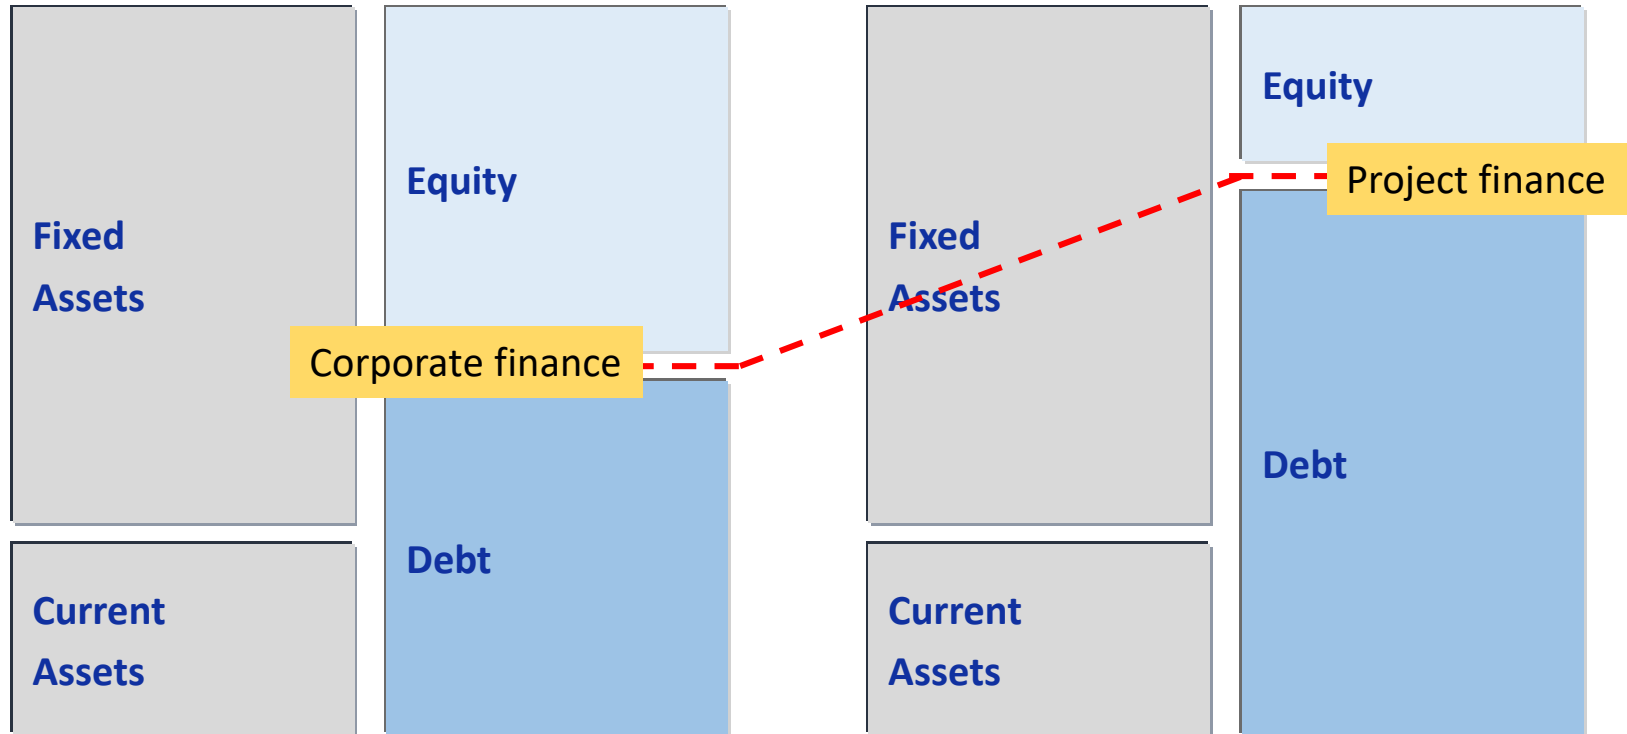 Equity
Fixed
Assets
Corporate finance
Debt
Current
Assets
Equity
Project finance
Fixed
Assets
Debt
Current
Assets